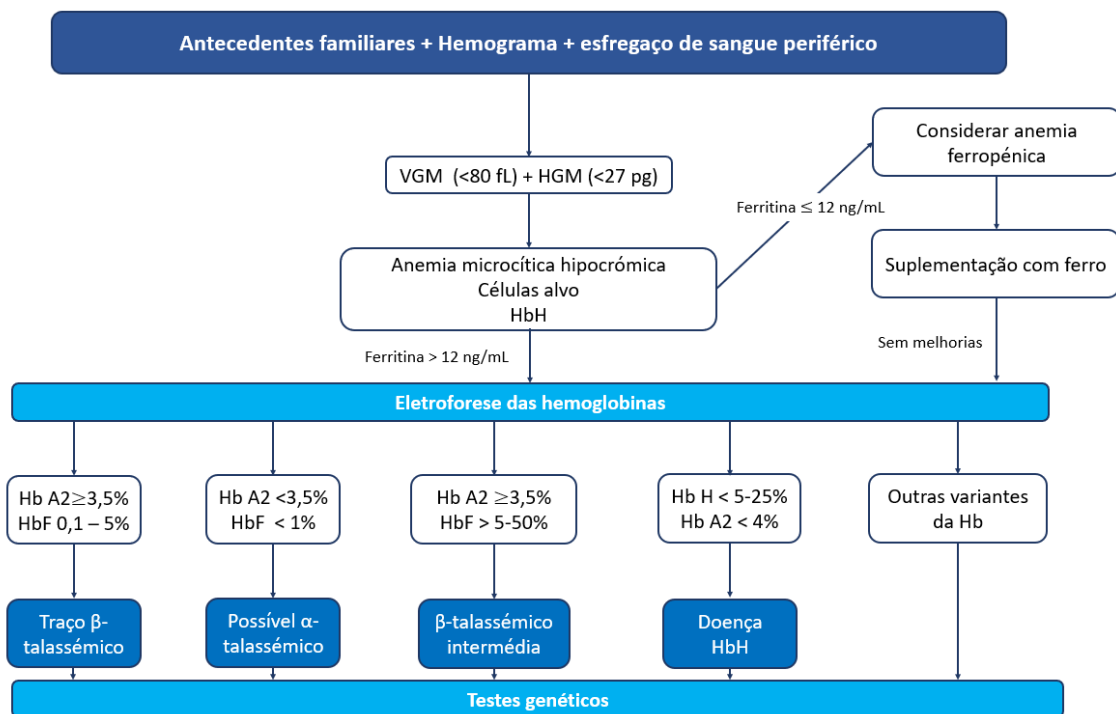 Antecedentes familiares + Hemograma + esfregaço de sangue periférico
Considerar anemia
ferropénica
VGM (<80 fL) + HGM (<27 pg)
Ferritina ≤ 12 ng/mL
Anemia microcítica hipocrómica
Células alvo
HbH
Suplementação com ferro
Ferritina > 12 ng/mL
Sem melhorias
Eletroforese das hemoglobinas
Hb A2≥3,5%
HbF 0,1 – 5%
Hb A2 <3,5%
HbF < 1%
Hb A2 ≥3,5%
HbF > 5-50%
Hb H < 5-25%
Hb A2 < 4%
Outras variantes
da Hb
Traço β-
talassémico
Possível α-
talassémico
β-talassémico
intermédia
Doença
HbH
Testes genéticos